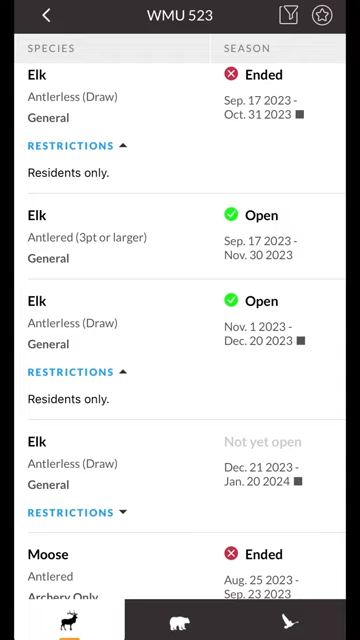 WMU 523
SPECIES SEASON
Elk Ended
Antlerless (Draw) Sep. 17 2023 -
General Oct. 31 2023
RESTRICTIONS
Residents only.
Elk Open
Antlered (3pt or larger) Sep. 17 2023 -
General Nov. 30 2023
Elk Open
Antlerless (Draw) Nov. 1 2023 -
General Dec. 20 2023
RESTRICTIONS
Residents only.
Elk Not yet open
Antlerless (Draw) Dec. 21 2023 -
General Jan. 20 2024
RESTRICTIONS
Moose Ended
Antlered Aug. 25 2023 -
Archery Only Sep. 23 2023